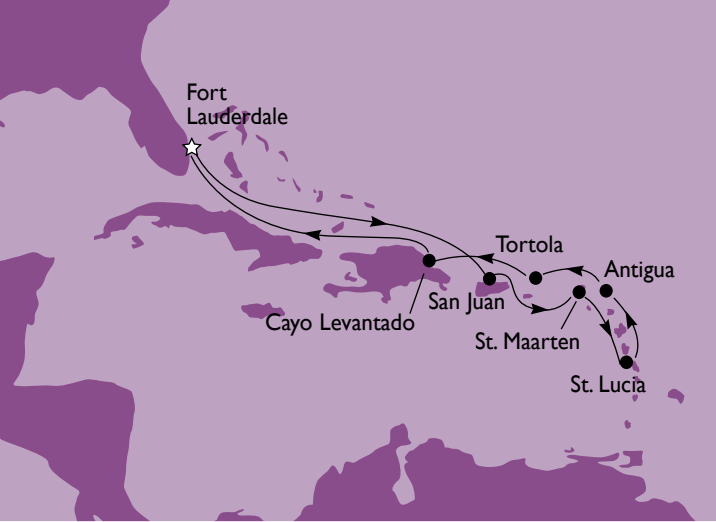 Fort
Lauderdale
Tortola
Antigua
San Juan
Cayo Levantado
St. Maarten
St. Lucia